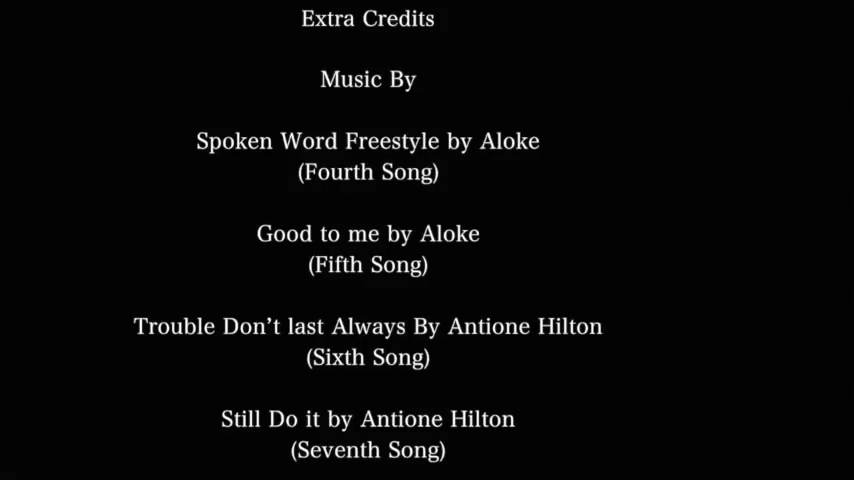 Extra Credits
Music By
Spoken Word Freestyle by Aloke
(Fourth Song)
Good to me by Aloke
(Fifth Song)
Trouble Don’t last Always By Antione Hilton
(Sixth Song)
Still Do it by Antione Hilton
(Seventh Song)